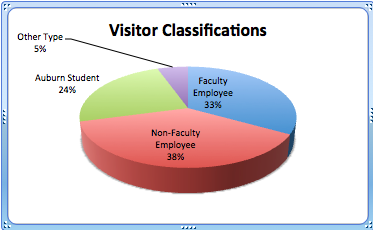 Visitor Classifications
Other Type
5%
Auburn Student
24%
Faculty
Employee
33%
Non-Faculty
Employee
38%